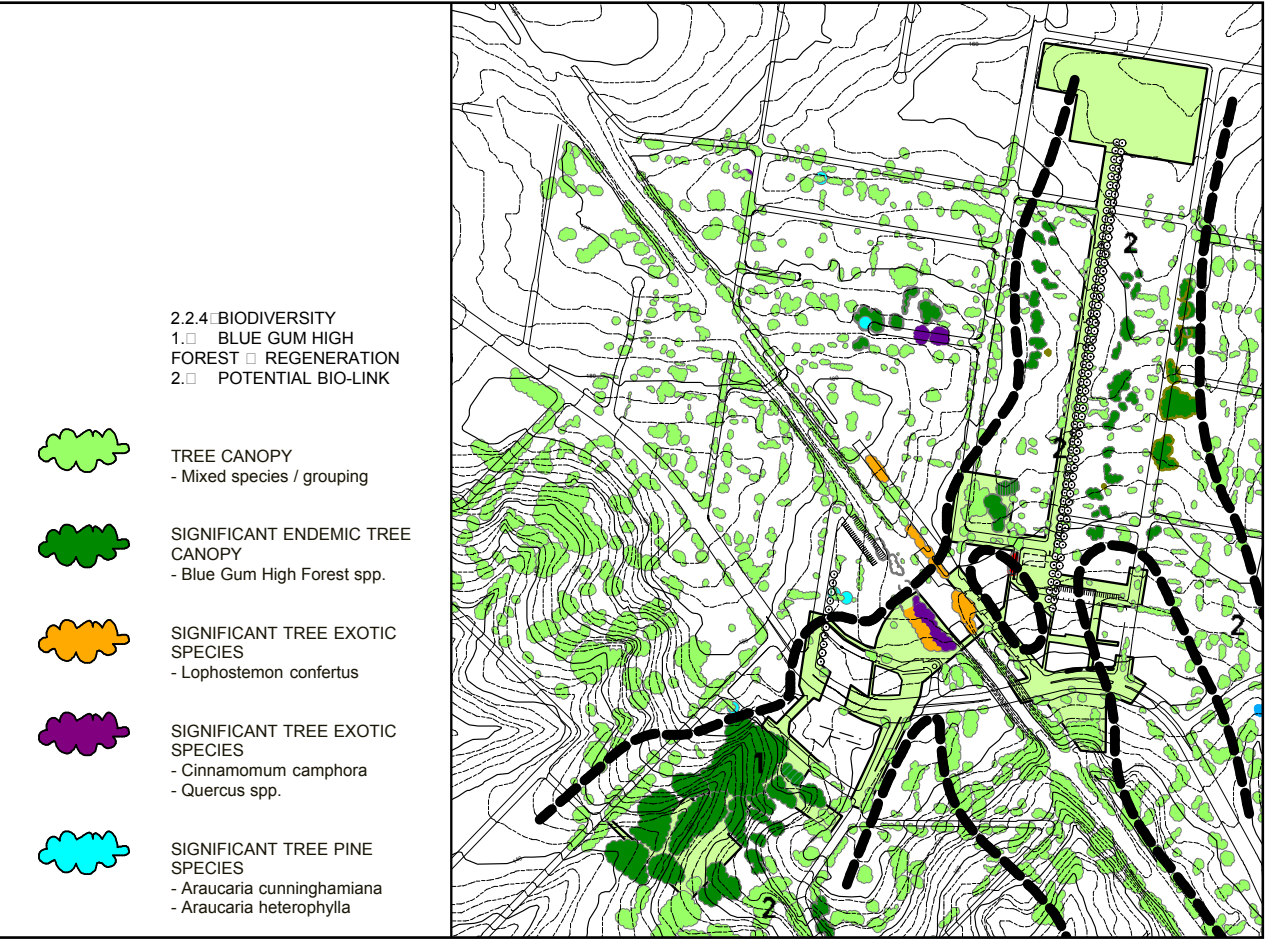 2.2.4□BIODIVERSITY
1.□ BLUE GUM HIGH
FOREST □ REGENERATION
2.□ POTENTIAL BIO-LINK
TREE CANOPY
- Mixed species / grouping
SIGNIFICANT ENDEMIC TREE
CANOPY
- Blue Gum High Forest spp.
SIGNIFICANT TREE EXOTIC
SPECIES
- Lophostemon confertus
SIGNIFICANT TREE EXOTIC
SPECIES
- Cinnamomum camphora
- Quercus spp.
SIGNIFICANT TREE PINE
SPECIES
- Araucaria cunninghamiana
- Araucaria heterophylla
2
2
2
1
2